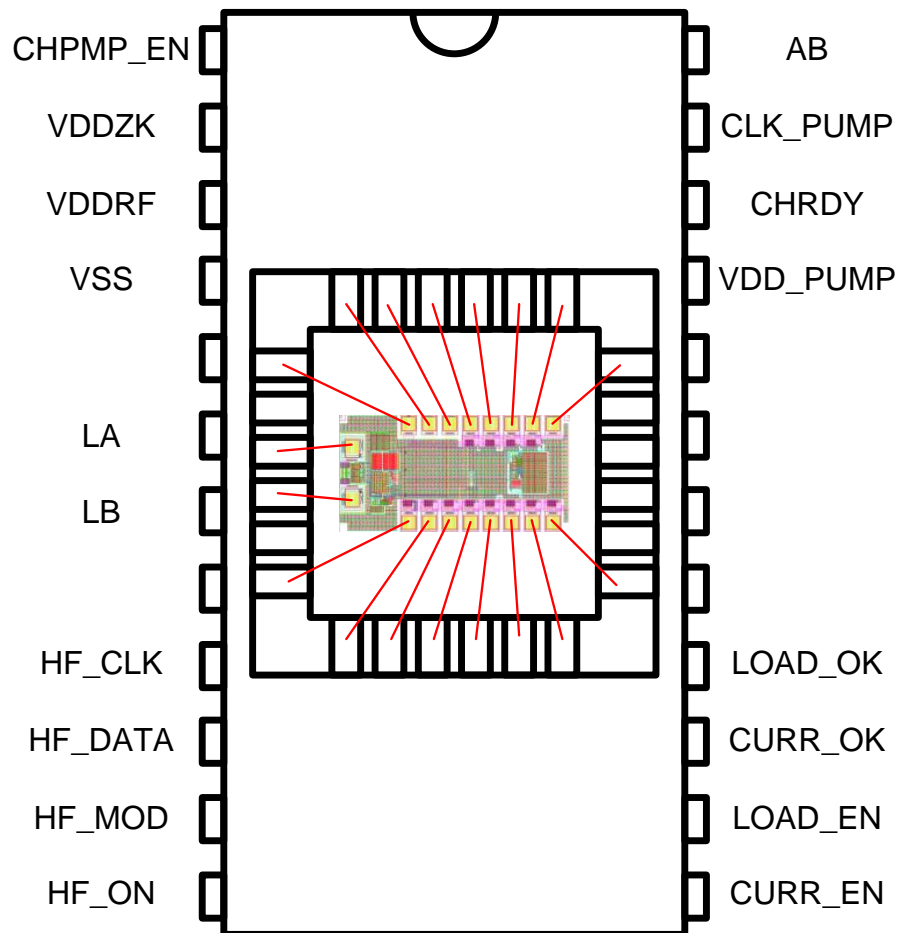 CHPMP_EN
AB
VDDZK
CLK_PUMP
VDDRF
CHRDY
VSS
VDD_PUMP
LA
LB
HF_CLK
LOAD_OK
HF_DATA
CURR_OK
HF_MOD
LOAD_EN
HF_ON
CURR_EN